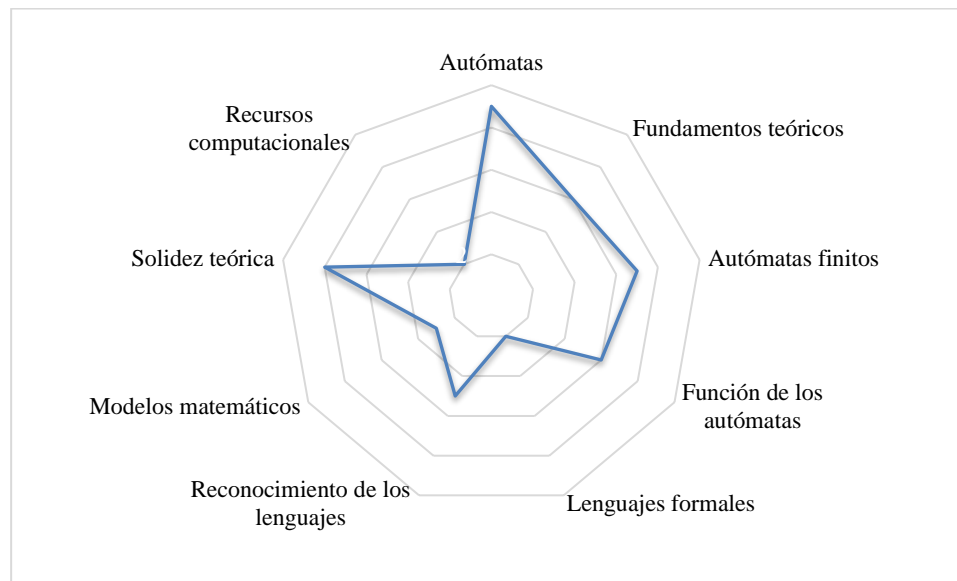 Autómatas
Fundamentos teóricos
Autómatas finitos
Función de los
autómatas
Lenguajes formales
Reconocimiento de los
lenguajes
Modelos matemáticos
Solidez teórica
Recursos
computacionales